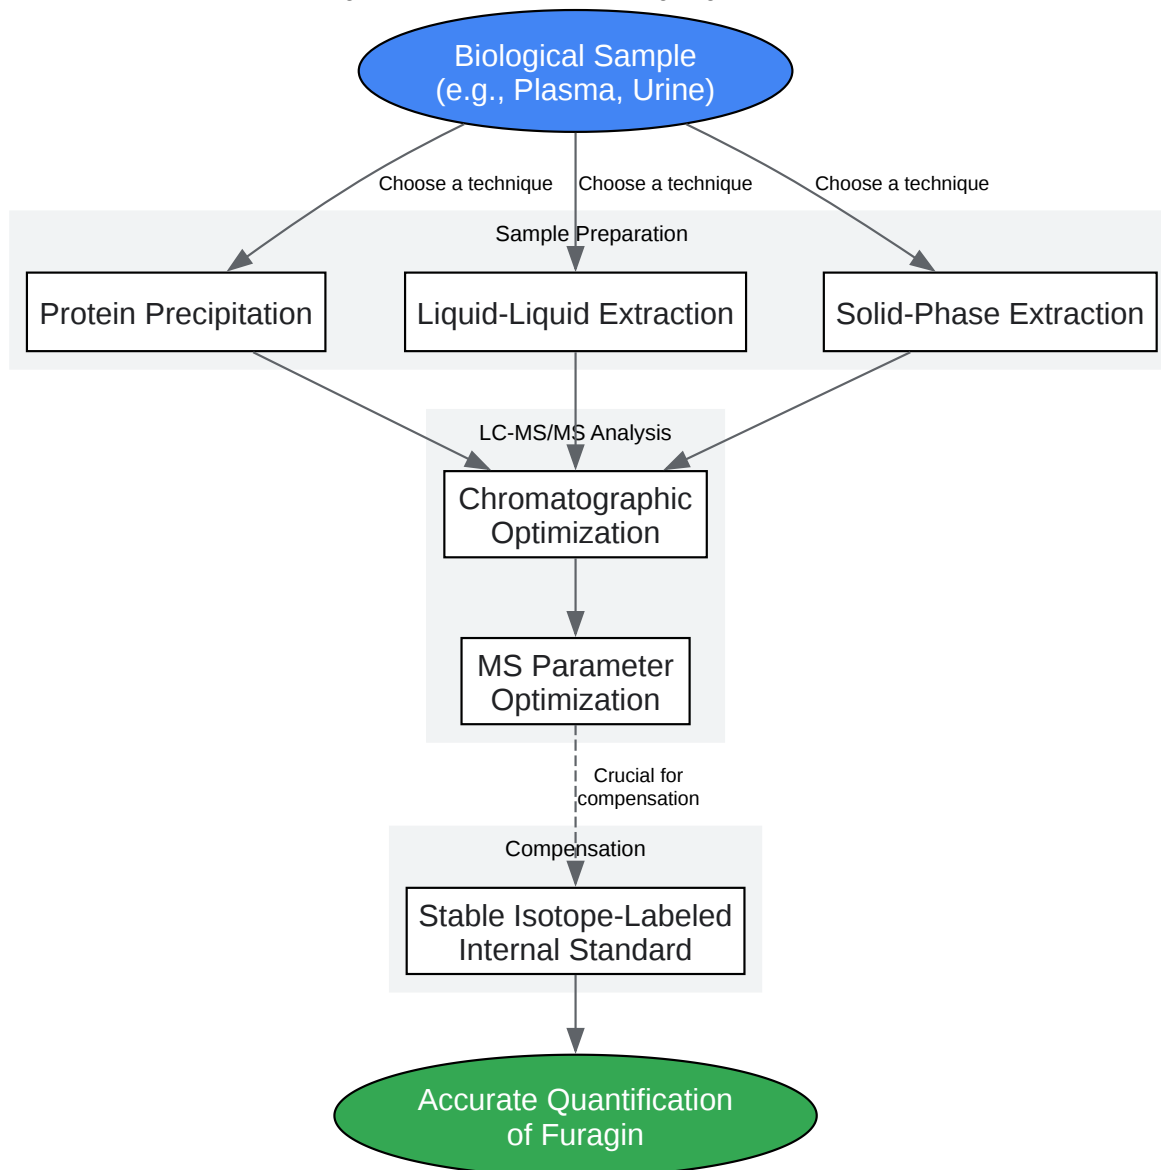 Biological Sample
(e.g., Plasma, Urine)
Choose a technique
Choose a technique
Choose a technique
Sample Preparation
Protein Precipitation
Liquid-Liquid Extraction
Solid-Phase Extraction
LC-MS/MS Analysis
Chromatographic
Optimization
MS Parameter
Optimization
Crucial for
compensation
Compensation
Stable Isotope-Labeled
Internal Standard
Accurate Quantification
of Furagin